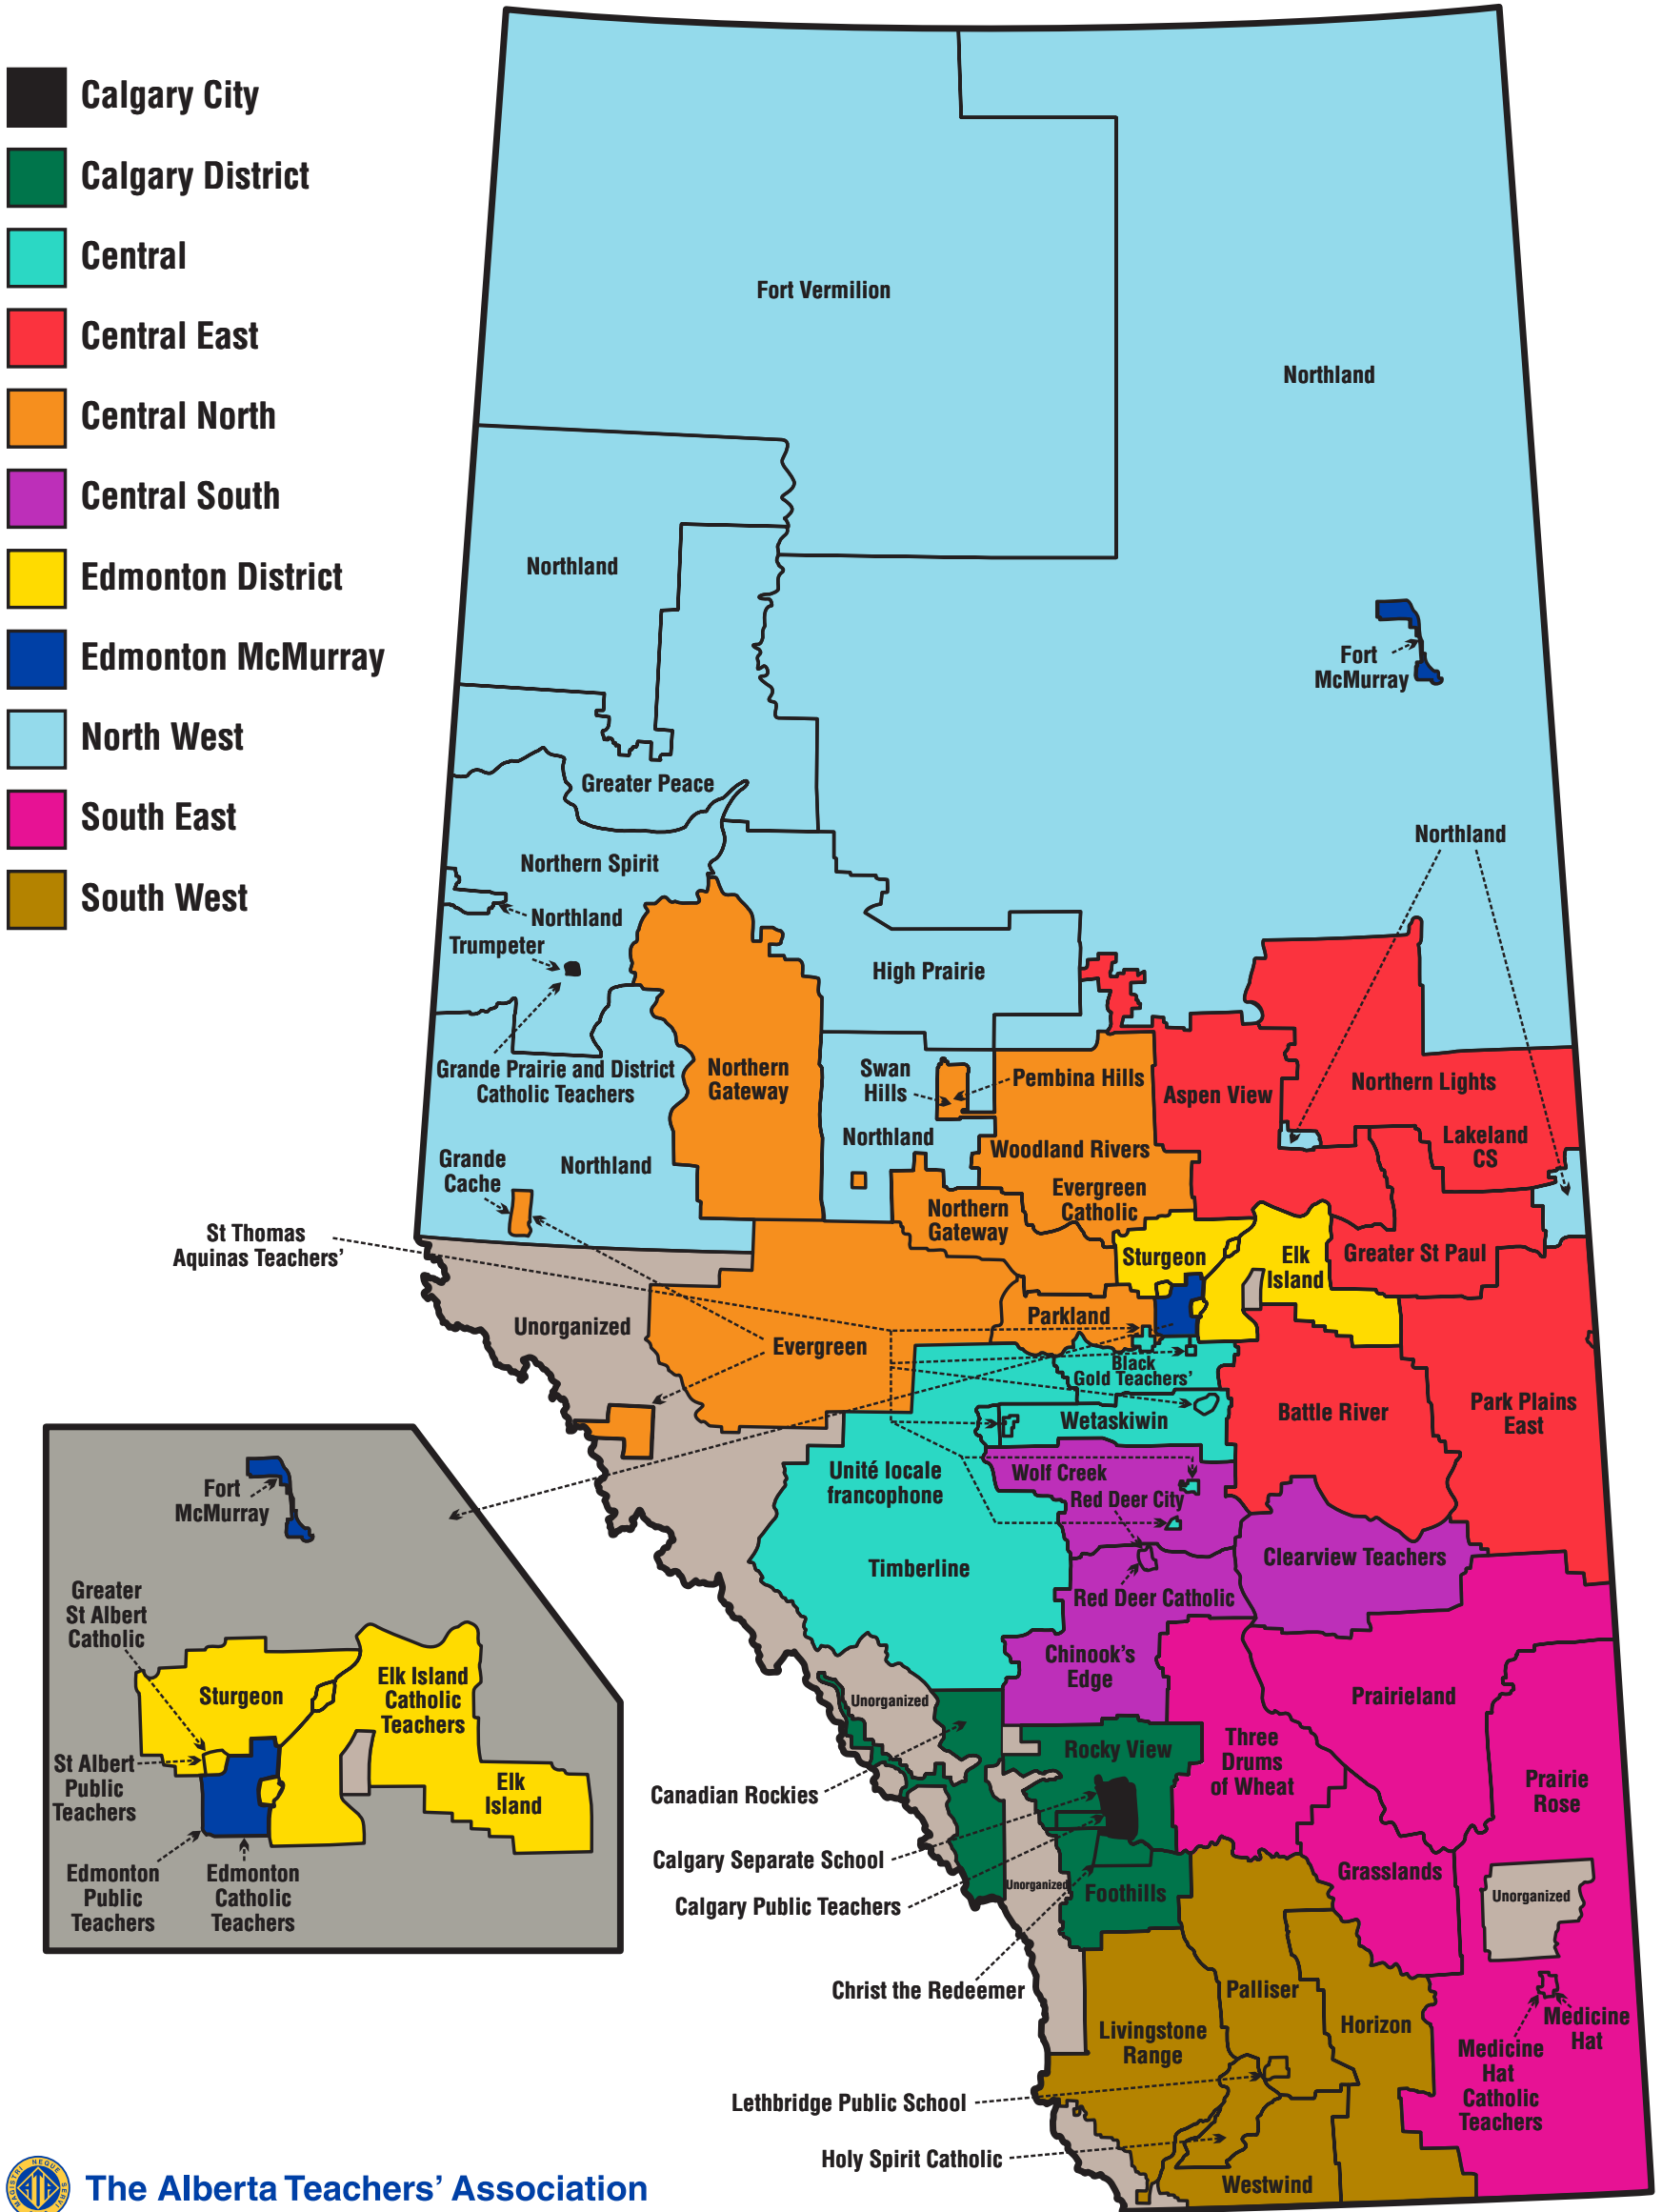 Calgary City
Calgary District
Central
Central East
Central North
Central South
Edmonton District
Edmonton McMurray
North West
South East
South West
Fort Vermilion
Northland
Northland
Fort
McMurray
Greater Peace
Northland
Northern Spirit
Northland
Trumpeter
High Prairie
Grande Prairie and District
Catholic Teachers
Northern
Gateway
Swan
Hills
Pembina Hills
Aspen View
Northern Lights
Northland
Woodland Rivers
Lakeland
CS
Grande
Cache
Northland
Evergreen
Catholic
Northern
Gateway
St Thomas
Aquinas Teachers’
Sturgeon
Elk
Island
Greater St Paul
Unorganized
Parkland
Evergreen
Black
Gold Teachers’
Wetaskiwin
Battle River
Park Plains
East
Unité locale
francophone
Wolf Creek
Red Deer City
Timberline
Clearview Teachers
Red Deer Catholic
Chinook’s
Edge
Unorganized
Prairieland
Rocky View
Three
Drums
of Wheat
Prairie
Rose
Canadian Rockies
Calgary Separate School
Calgary Public Teachers
Unorganized
Foothills
Grasslands
Unorganized
Christ the Redeemer
Palliser
Livingstone
Range
Horizon
Medicine
Hat
Medicine
Hat
Catholic
Teachers
Lethbridge Public School
Holy Spirit Catholic
Westwind
Fort
McMurray
Greater
St Albert
Catholic
Sturgeon
Elk Island
Catholic
Teachers
St Albert
Public
Teachers
Elk
Island
Edmonton
Public
Teachers
Edmonton
Catholic
Teachers
MAGISTRI NEQUE SERVI
ATA
The Alberta Teachers’ Association